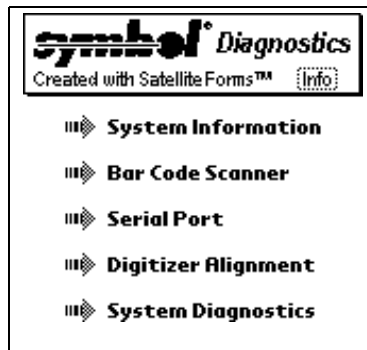 symbol® Diagnostics
Created with Satellite Forms™ Info
System Information
Bar Code Scanner
Serial Port
Digitizer Alignment
System Diagnostics